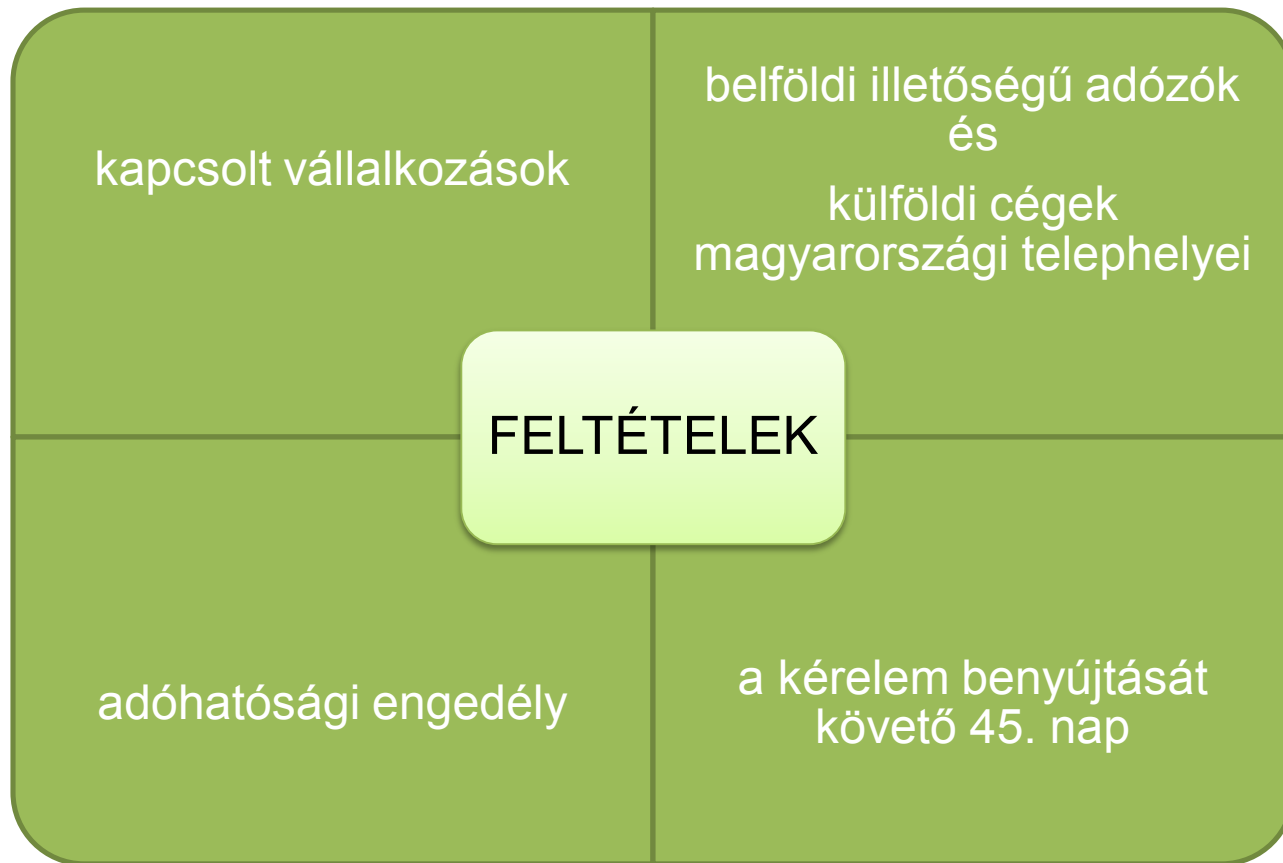 kapcsolt vállalkozások
belföldi illetőségű adózók
és
külföldi cégek
magyarországi telephelyei
FELTÉTELEK
adóhatósági engedély
a kérelem benyújtását
követő 45. nap